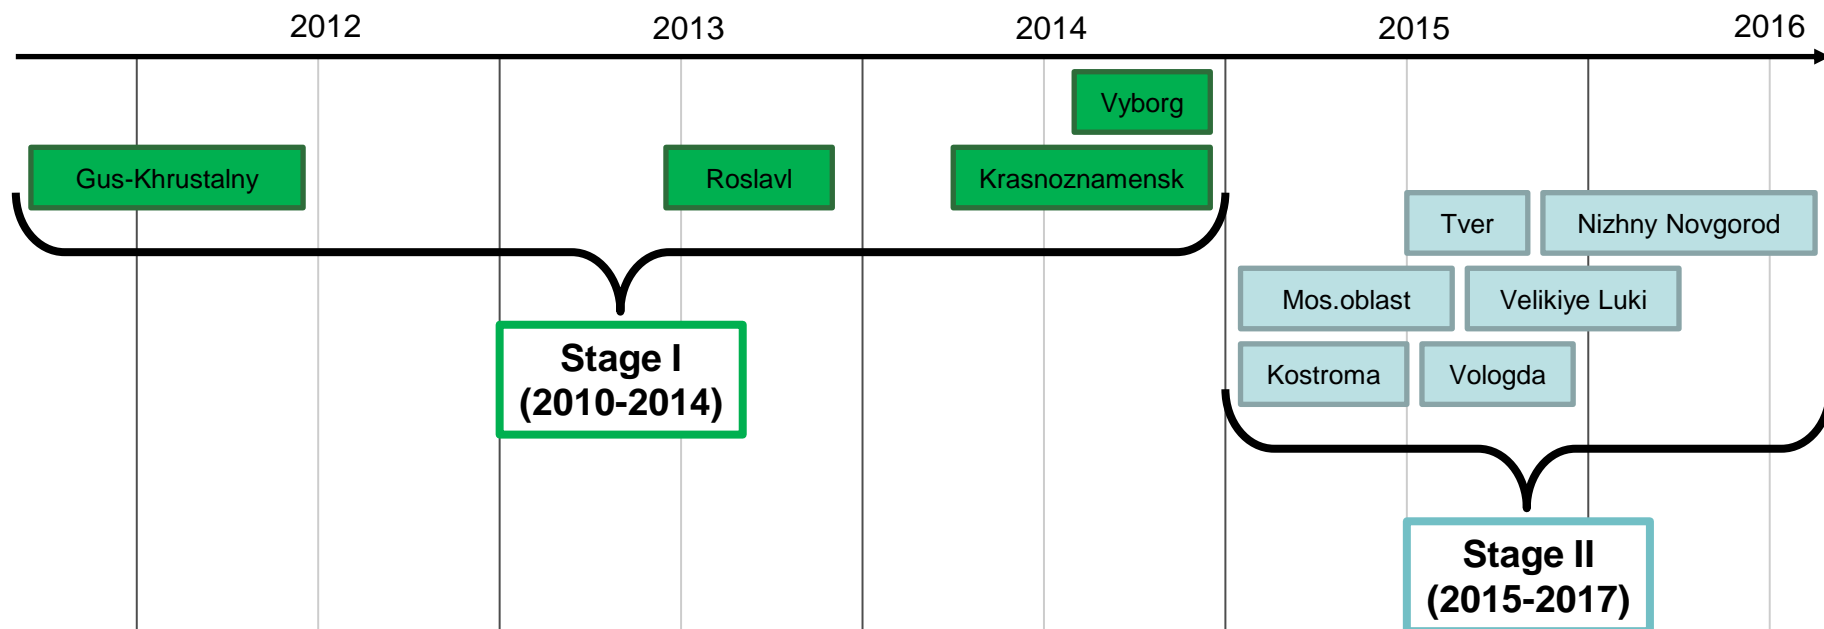 2012
2013
2014
2015
2016
Vyborg
Gus-Khrustalny
Roslavl
Krasnoznamensk
Tver
Nizhny Novgorod
Mos.oblast
Velikiye Luki
Kostroma
Vologda
Stage I
(2010-2014)
Stage II
(2015-2017)